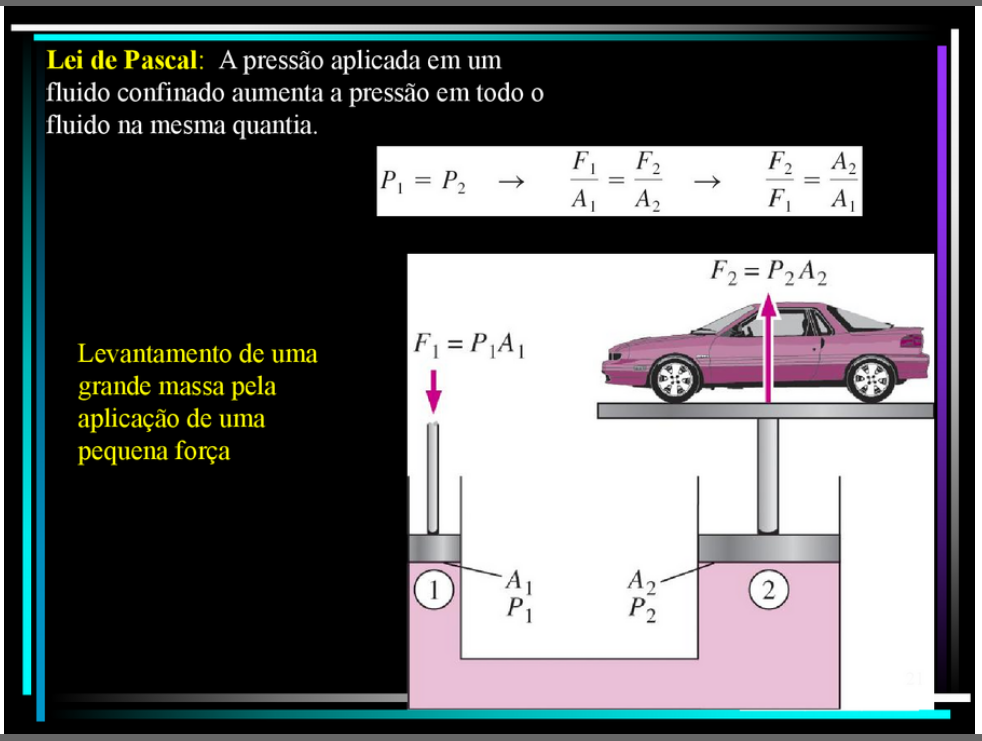 Lei de Pascal: A pressão aplicada em um
fluido confinado aumenta a pressão em todo o
fluido na mesma quantia.
P₁ = P₂ → F₁/A₁ = F₂/A₂ → F₂/F₁ = A₂/A₁
F₂ = P₂A₂
F₁ = P₁A₁
Levantamento de uma
grande massa pela
aplicação de uma
pequena força
A₁
P₁
A₂
P₂
1
2